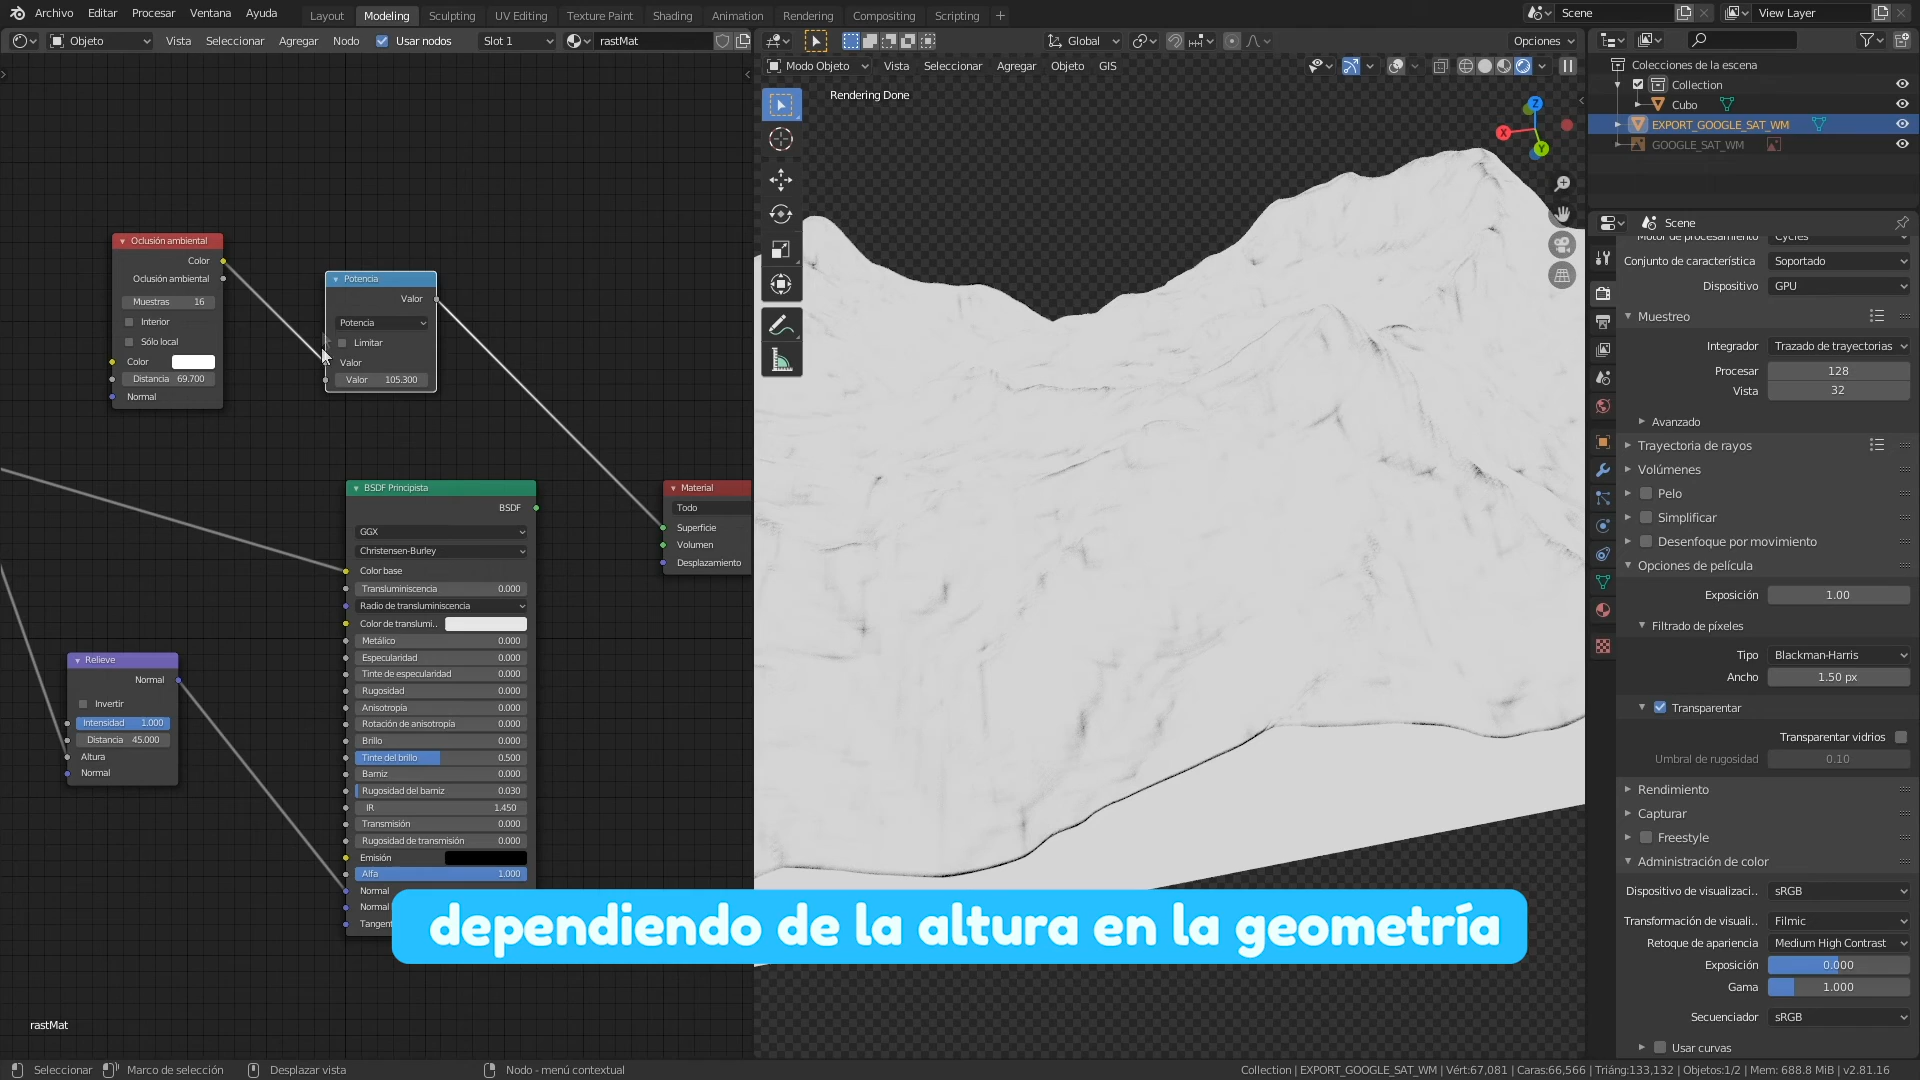 Archivo Editar Procesar Ventana Ayuda
Layout Modeling Sculpting UV Editing Texture Paint Shading Animation Rendering Compositing Scripting +
Scene View Layer
Objeto Vista Seleccionar Agregar Nodo Usar nodos Slot 1 rastMat
Global Opciones
Modo Objeto Vista Seleccionar Agregar Objeto GIS
Rendering Done
X
Y
Z
Oclusión ambiental
Color
Oclusión ambiental
Muestras 16
Interior
Sólo local
Color
Distancia 69.700
Normal
Potencia
Valor
Potencia
Limitar
Valor
Valor 105.300
Relieve
Normal
Invertir
Intensidad 1.000
Distancia 45.000
Altura
Normal
BSDF Principista
BSDF
GGX
Christensen-Burley
Color base
Transluminiscencia 0.000
Radio de transluminiscencia
Color de translumi..
Metálico 0.000
Especularidad 0.000
Tinte de especularidad 0.000
Rugosidad 0.000
Anisotropía 0.000
Rotación de anisotropía 0.000
Brillo 0.000
Tinte del brillo 0.500
Barniz 0.000
Rugosidad del barniz 0.030
IR 1.450
Transmisión 0.000
Rugosidad de transmisión 0.000
Emisión
Alfa 1.000
Normal
Normal
Tangent
Material
Todo
Superficie
Volumen
Desplazamiento
rastMat
dependiendo de la altura en la geometría
Colecciones de la escena
Collection
Cubo
EXPORT_GOOGLE_SAT_WM
GOOGLE_SAT_WM
Scene
Motor de procesamiento Cycles
Conjunto de característica Soportado
Dispositivo GPU
Muestreo
Integrador Trazado de trayectorias
Procesar 128
Vista 32
Avanzado
Trayectoria de rayos
Volúmenes
Pelo
Simplificar
Desenfoque por movimiento
Opciones de película
Exposición 1.00
Filtrado de píxeles
Tipo Blackman-Harris
Ancho 1.50 px
Transparentar
Transparentar vidrios
Umbral de rugosidad 0.10
Rendimiento
Capturar
Freestyle
Administración de color
Dispositivo de visualizaci.. sRGB
Transformación de visuali.. Filmic
Retoque de apariencia Medium High Contrast
Exposición 0.000
Gama 1.000
Secuenciador sRGB
Usar curvas
Seleccionar Marco de selección Desplazar vista Nodo - menú contextual
Collection | EXPORT_GOOGLE_SAT_WM | Vért:67,081 | Caras:66,566 | Triáng:133,132 | Objetos:1/2 | Mem: 688.8 MiB | v2.81.16